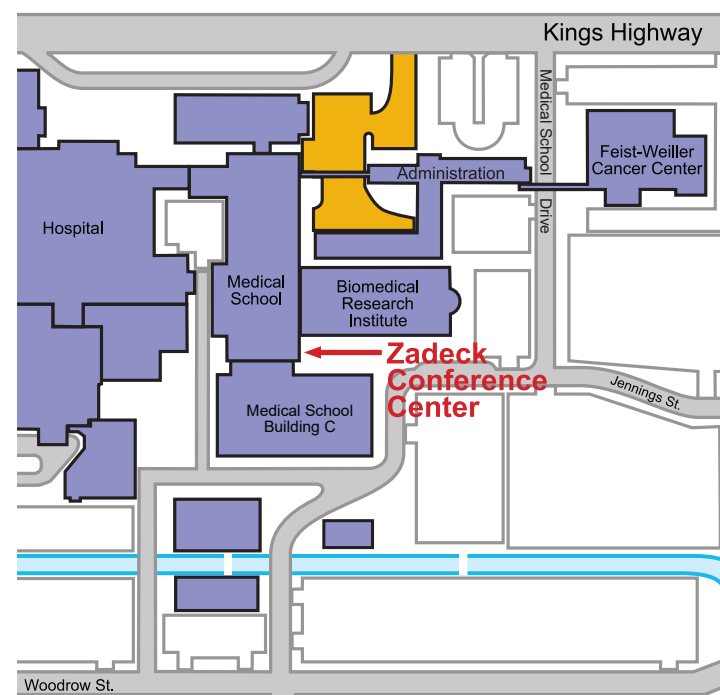 Kings Highway
Medical School
Drive
Feist-Weiller
Cancer Center
Administration
Hospital
Medical
School
Biomedical
Research
Institute
Zadeck
Conference
Center
Jennings St.
Medical School
Building C
Woodrow St.